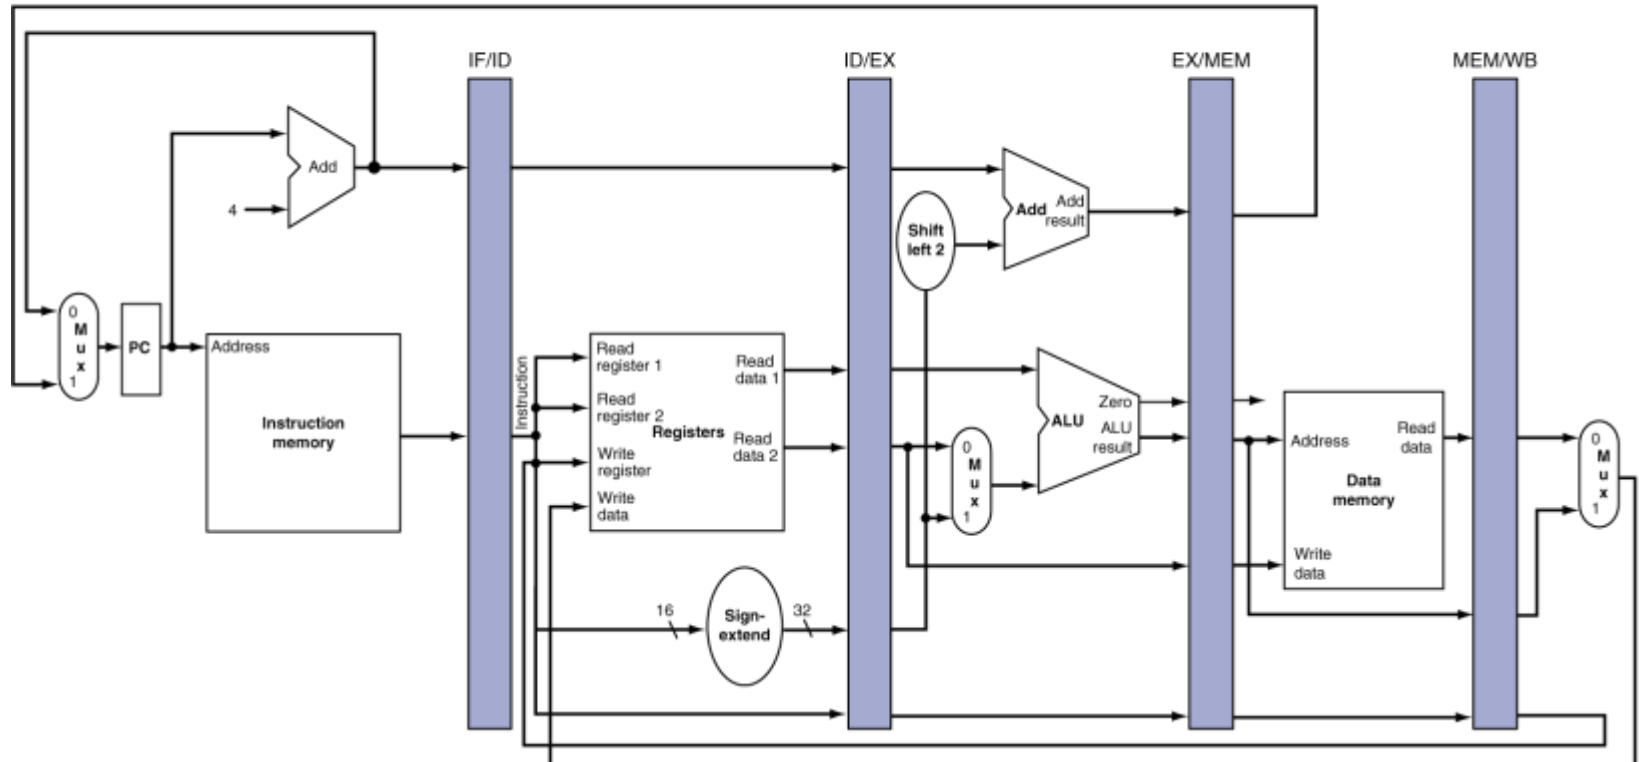 IF/ID
ID/EX
EX/MEM
MEM/WB
Add
4
Shift
left 2
Add
Add
result
0
M
u
x
1
PC
Address
Instruction
memory
Instruction
Read
register 1
Read
register 2
Write
register
Write
data
Registers
Read
data 1
Read
data 2
16
Sign-
extend
32
0
M
u
x
1
Zero
ALU
ALU
result
Address
Read
data
Data
memory
Write
data
0
M
u
x
1